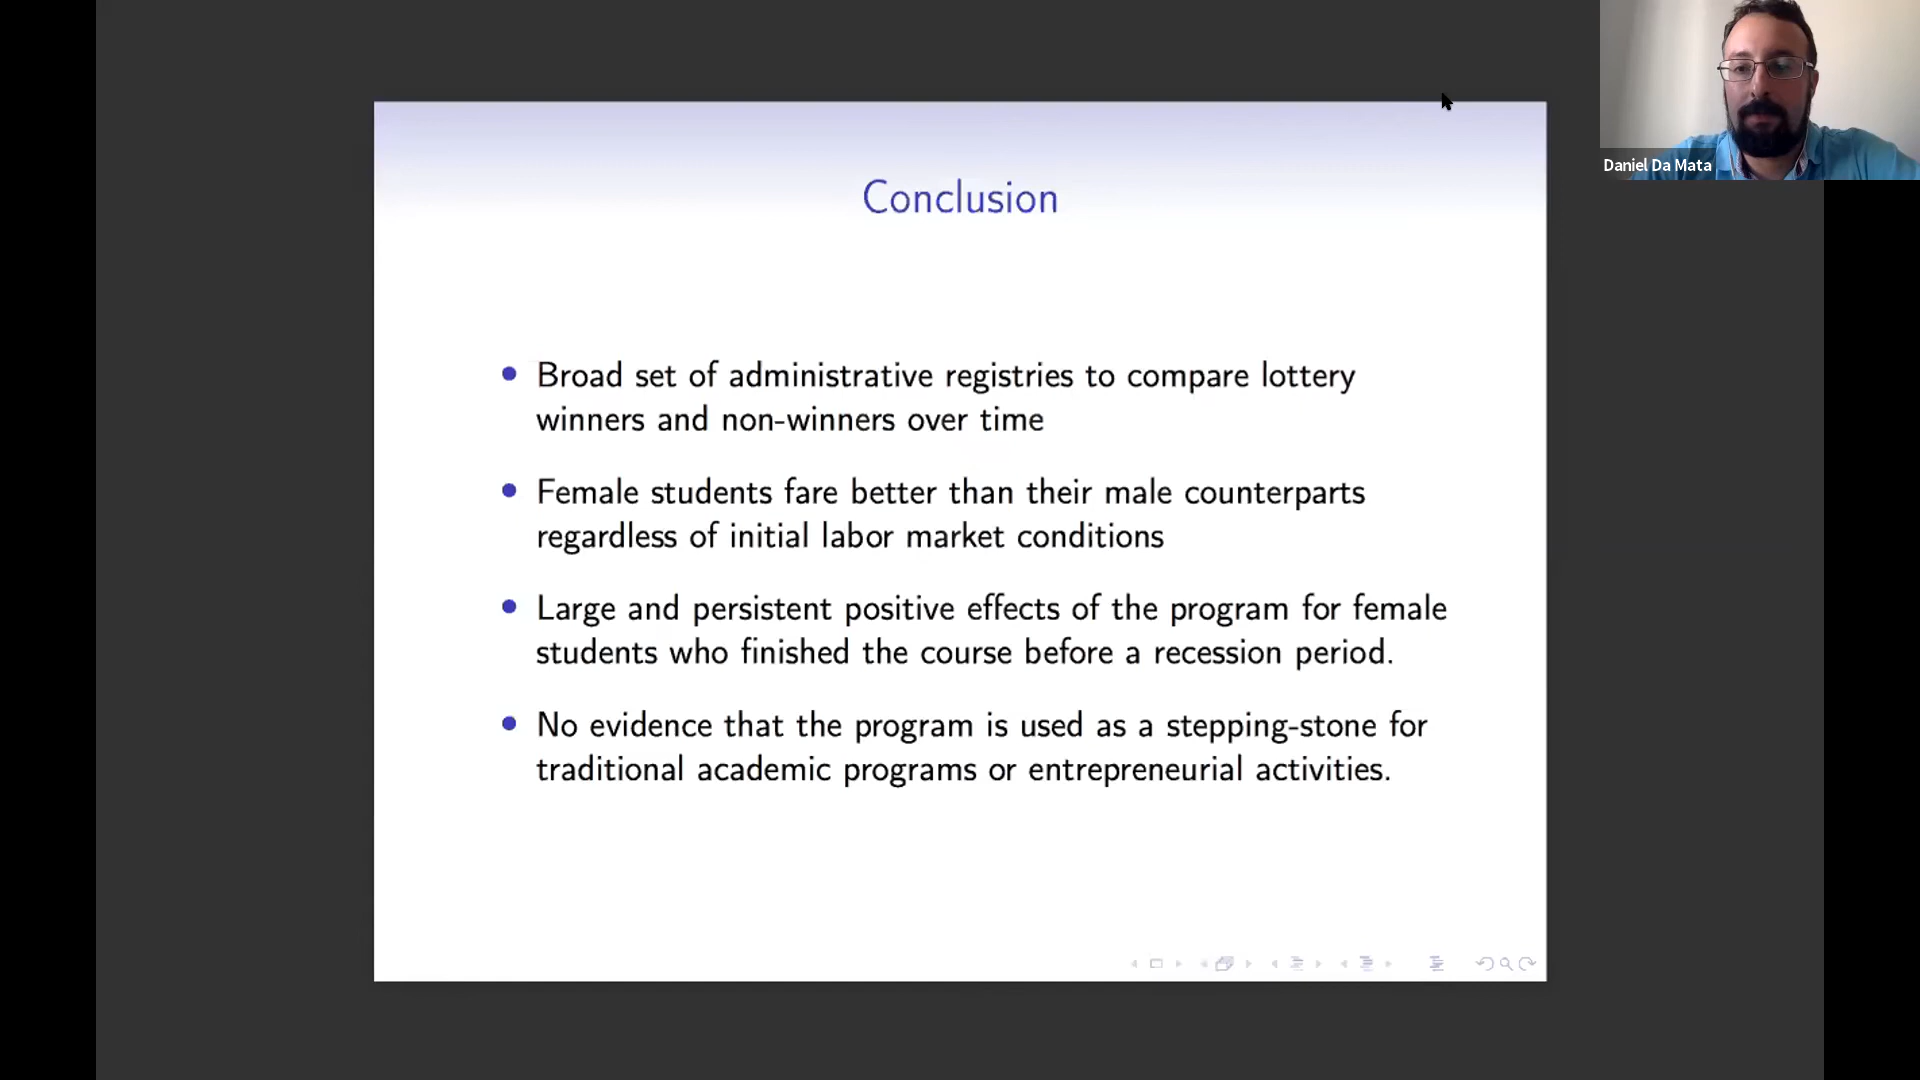 Daniel Da Mata
Conclusion
Broad set of administrative registries to compare lottery
winners and non-winners over time
Female students fare better than their male counterparts
regardless of initial labor market conditions
Large and persistent positive effects of the program for female
students who finished the course before a recession period.
No evidence that the program is used as a stepping-stone for
traditional academic programs or entrepreneurial activities.